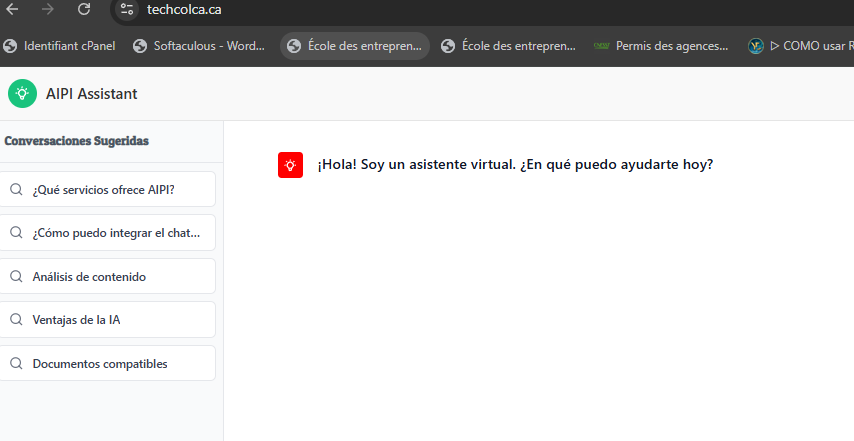 techcolca.ca
Identifiant cPanel
Softaculous - Word...
École des entrepren...
École des entrepren...
Permis des agences...
▷ COMO usar R
AIPI Assistant
Conversaciones Sugeridas
¿Qué servicios ofrece AIPI?
¿Cómo puedo integrar el chat...
Análisis de contenido
Ventajas de la IA
Documentos compatibles
¡Hola! Soy un asistente virtual. ¿En qué puedo ayudarte hoy?